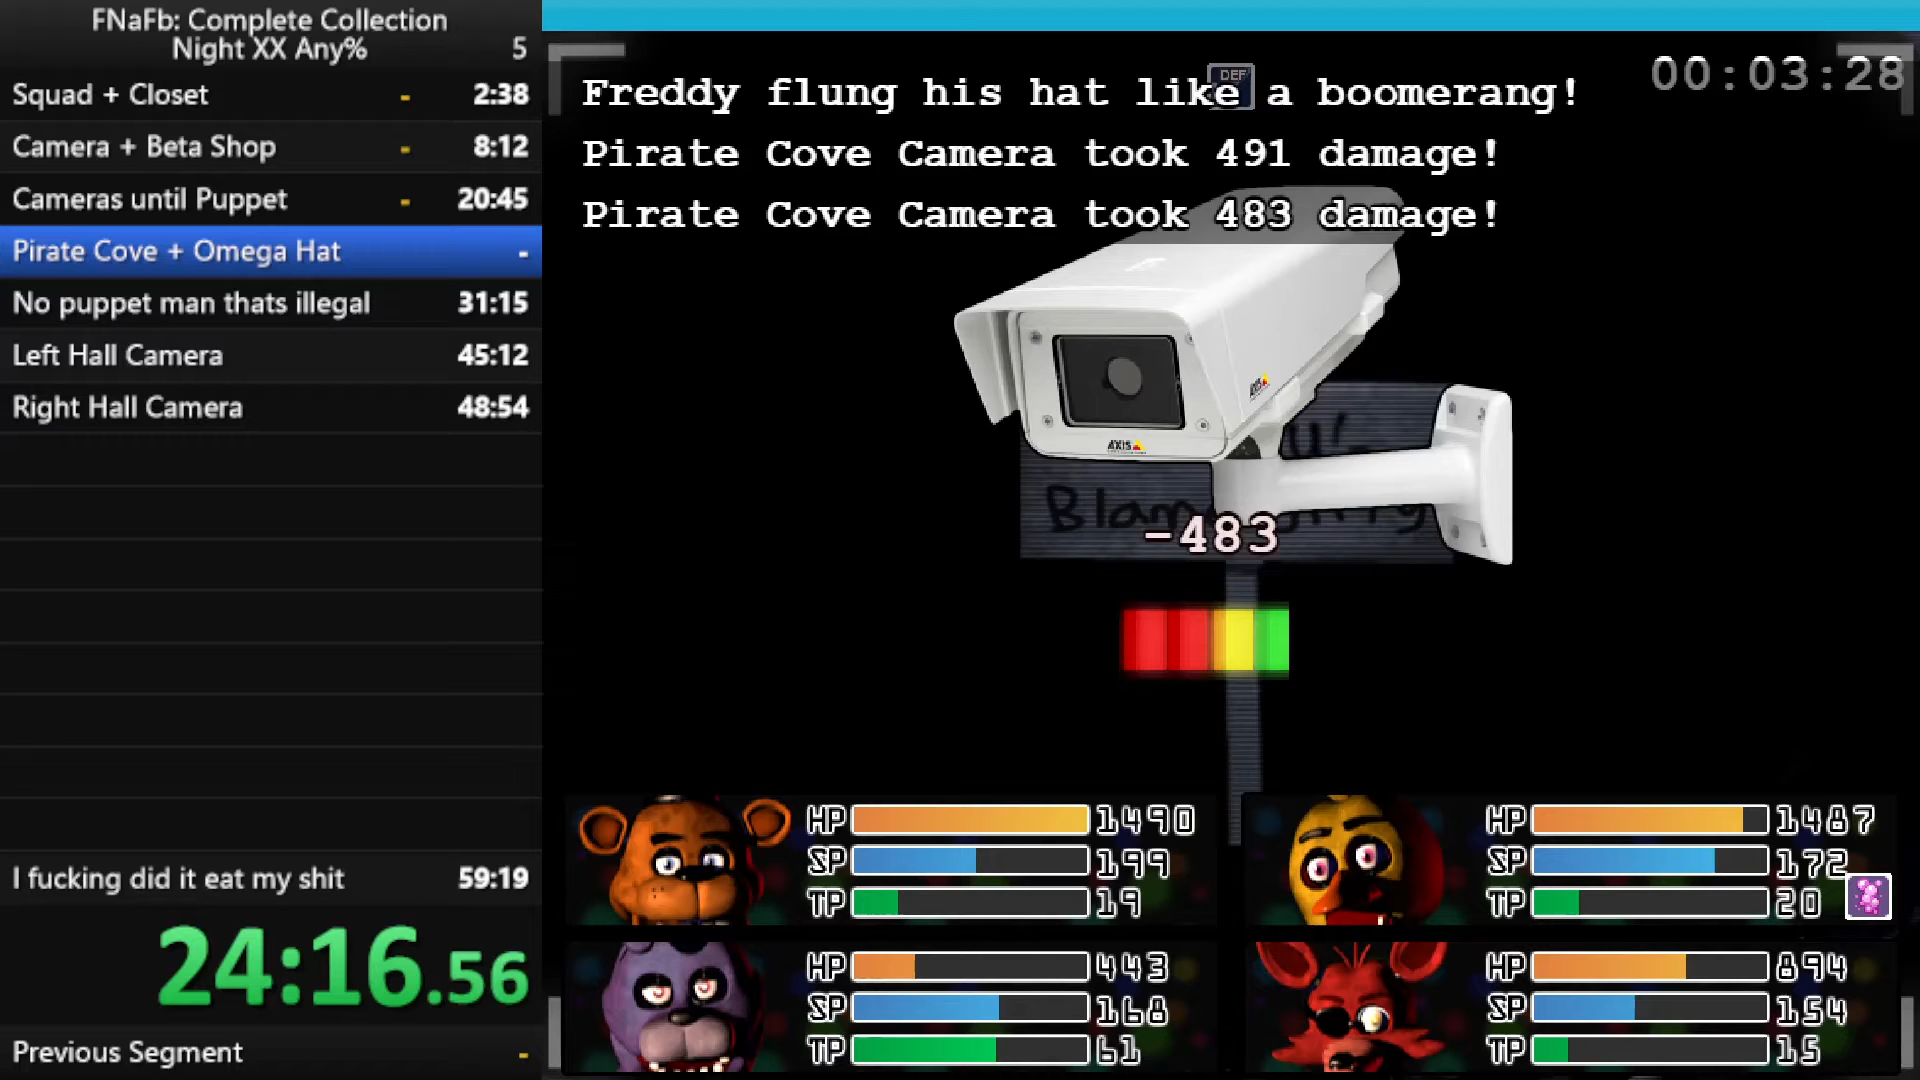 FNaFb: Complete Collection
Night XX Any% 5
Squad + Closet - 2:38
Camera + Beta Shop - 8:12
Cameras until Puppet - 20:45
Pirate Cove + Omega Hat -
No puppet man thats illegal 31:15
Left Hall Camera 45:12
Right Hall Camera 48:54
I fucking did it eat my shit 59:19
24:16.56
Previous Segment -
00:03:28
DEF
Freddy flung his hat like a boomerang!
Pirate Cove Camera took 491 damage!
Pirate Cove Camera took 483 damage!
AXIS
AXIS
-483
HP 1490
SP 199
TP 19
HP 1487
SP 172
TP 20
HP 443
SP 168
TP 61
HP 894
SP 154
TP 15